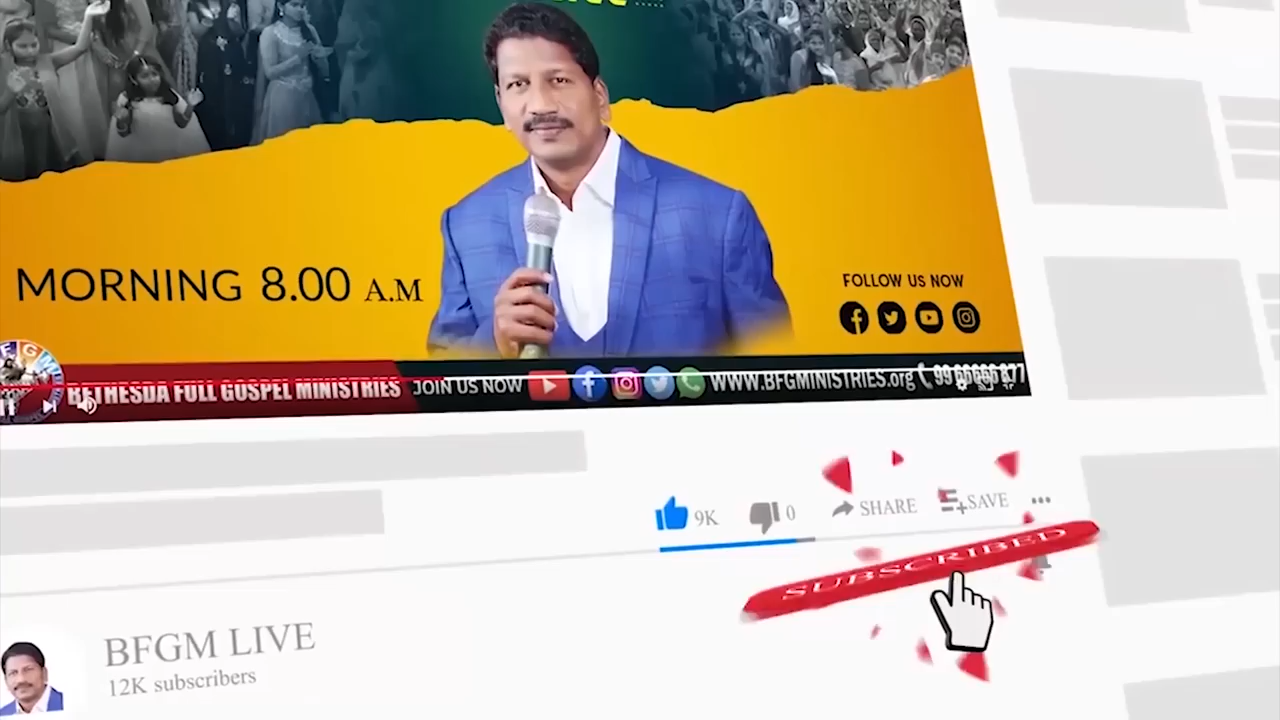 MORNING 8.00 A.M
FOLLOW US NOW
BETHESDA FULL GOSPEL MINISTRIES JOIN US NOW WWW.BFGMINISTRIES.org
9K 0 SHARE SAVE
SUBSCRIBED
BFGM LIVE
12K subscribers